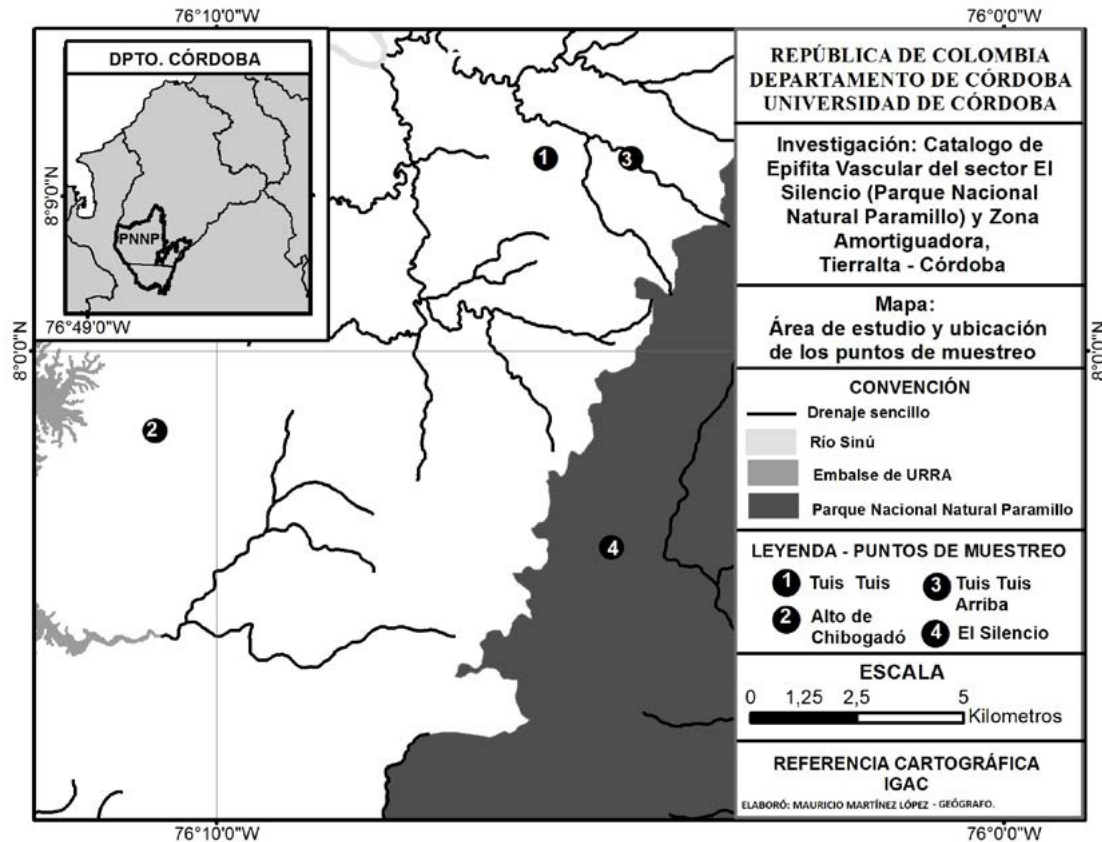 76°10'0"W
76°0'0"W
DPTO. CÓRDOBA
8°9'0"N
PNNP
76°49'0"W
8°0'0"N
8°0'0"N
1
3
2
4
76°10'0"W
76°0'0"W
REPÚBLICA DE COLOMBIA
DEPARTAMENTO DE CÓRDOBA
UNIVERSIDAD DE CÓRDOBA
Investigación: Catalogo de
Epifita Vascular del sector El
Silencio (Parque Nacional
Natural Paramillo) y Zona
Amortiguadora,
Tierralta - Córdoba
Mapa:
Área de estudio y ubicación
de los puntos de muestreo
CONVENCIÓN
Drenaje sencillo
Río Sinú
Embalse de URRA
Parque Nacional Natural Paramillo
LEYENDA - PUNTOS DE MUESTREO
1 Tuis Tuis
2 Alto de
Chibogadó
3 Tuis Tuis
Arriba
4 El Silencio
ESCALA
0 1,25 2,5 5
Kilometros
REFERENCIA CARTOGRÁFICA
IGAC
ELABORÓ: MAURICIO MARTÍNEZ LÓPEZ - GEÓGRAFO.